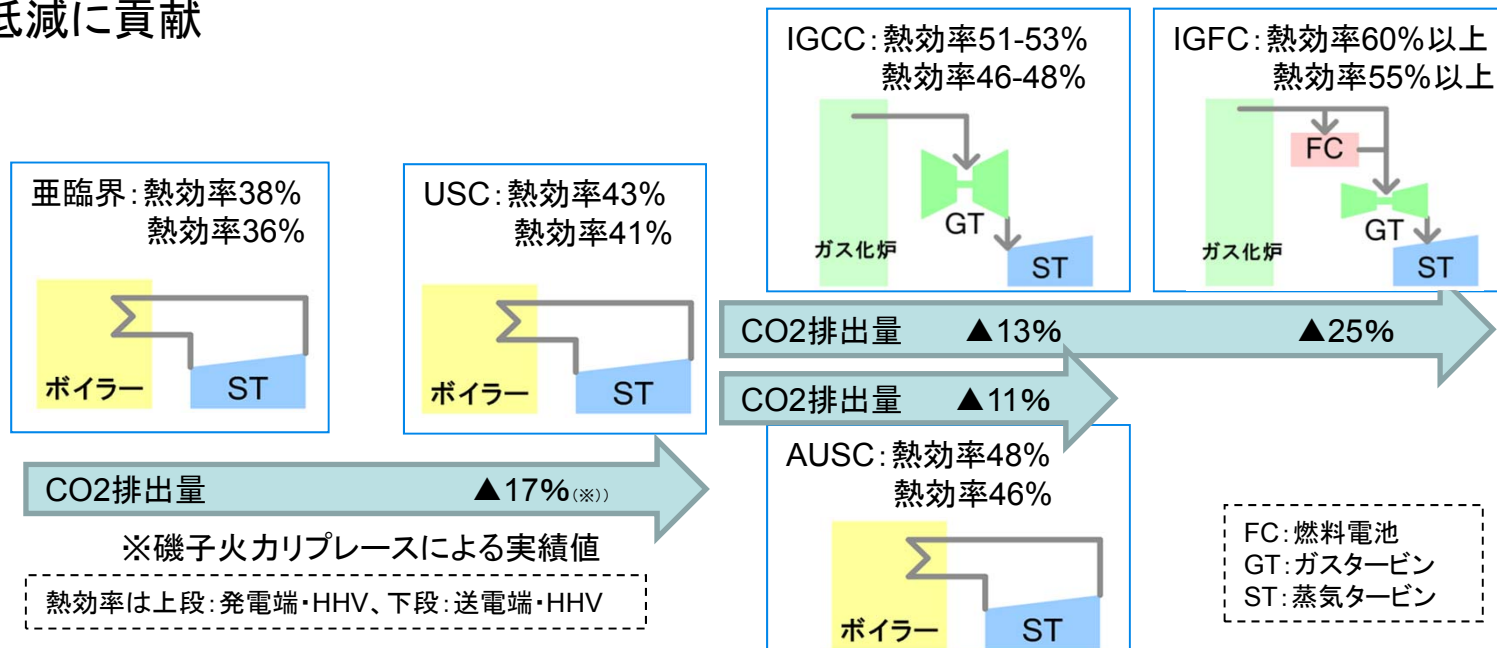 減に貢献
亜臨界:熱効率38%
熱効率36%
ボイラー
ST
USC:熱効率43%
熱効率41%
ボイラー
ST
CO2排出量 ▲17%(※))
※磯子火力リプレースによる実績値
熱効率は上段:発電端・HHV、下段:送電端・HHV
IGCC:熱効率51-53%
熱効率46-48%
ガス化炉
GT
ST
IGFC:熱効率60%以上
熱効率55%以上
FC
ガス化炉
GT
ST
CO2排出量 ▲13% ▲25%
CO2排出量 ▲11%
AUSC:熱効率48%
熱効率46%
ボイラー
ST
FC:燃料電池
GT:ガスタービン
ST:蒸気タービン